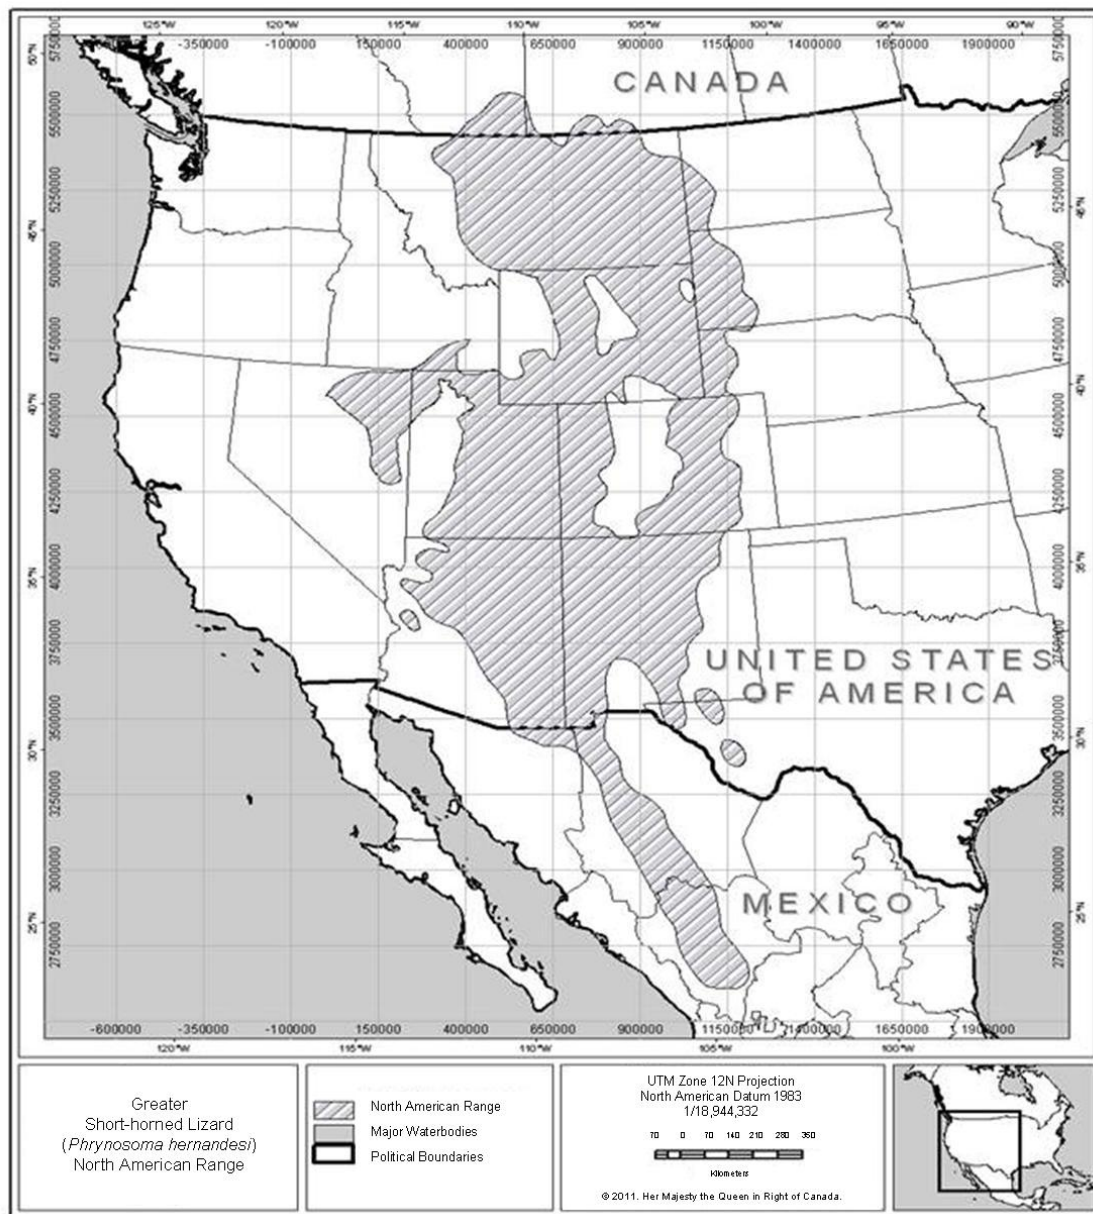 125°W 120°W 115°W 110°W 105°W 100°W 95°W 90°W
-350000 -100000 150000 400000 650000 900000 1150000 1400000 1650000 1900000
50°N
5750000
CANADA
5500000
5250000
45°N
5000000
4750000
40°N
4500000
4250000
4000000
35°N
3750000
UNITED STATES
OF AMERICA
3500000
30°N
3250000
3000000
MEXICO
25°N
2750000
-600000 -350000 -100000 150000 400000 650000 900000 1150000 1400000 1650000 1900000
120°W 115°W 110°W 105°W 100°W
Greater
Short-horned Lizard
(Phrynosoma hernandesi)
North American Range
North American Range
Major Waterbodies
Political Boundaries
UTM Zone 12N Projection
North American Datum 1983
1/18,944,332
70 0 70 140 210 280 350
Kilometers
© 2011. Her Majesty the Queen in Right of Canada.